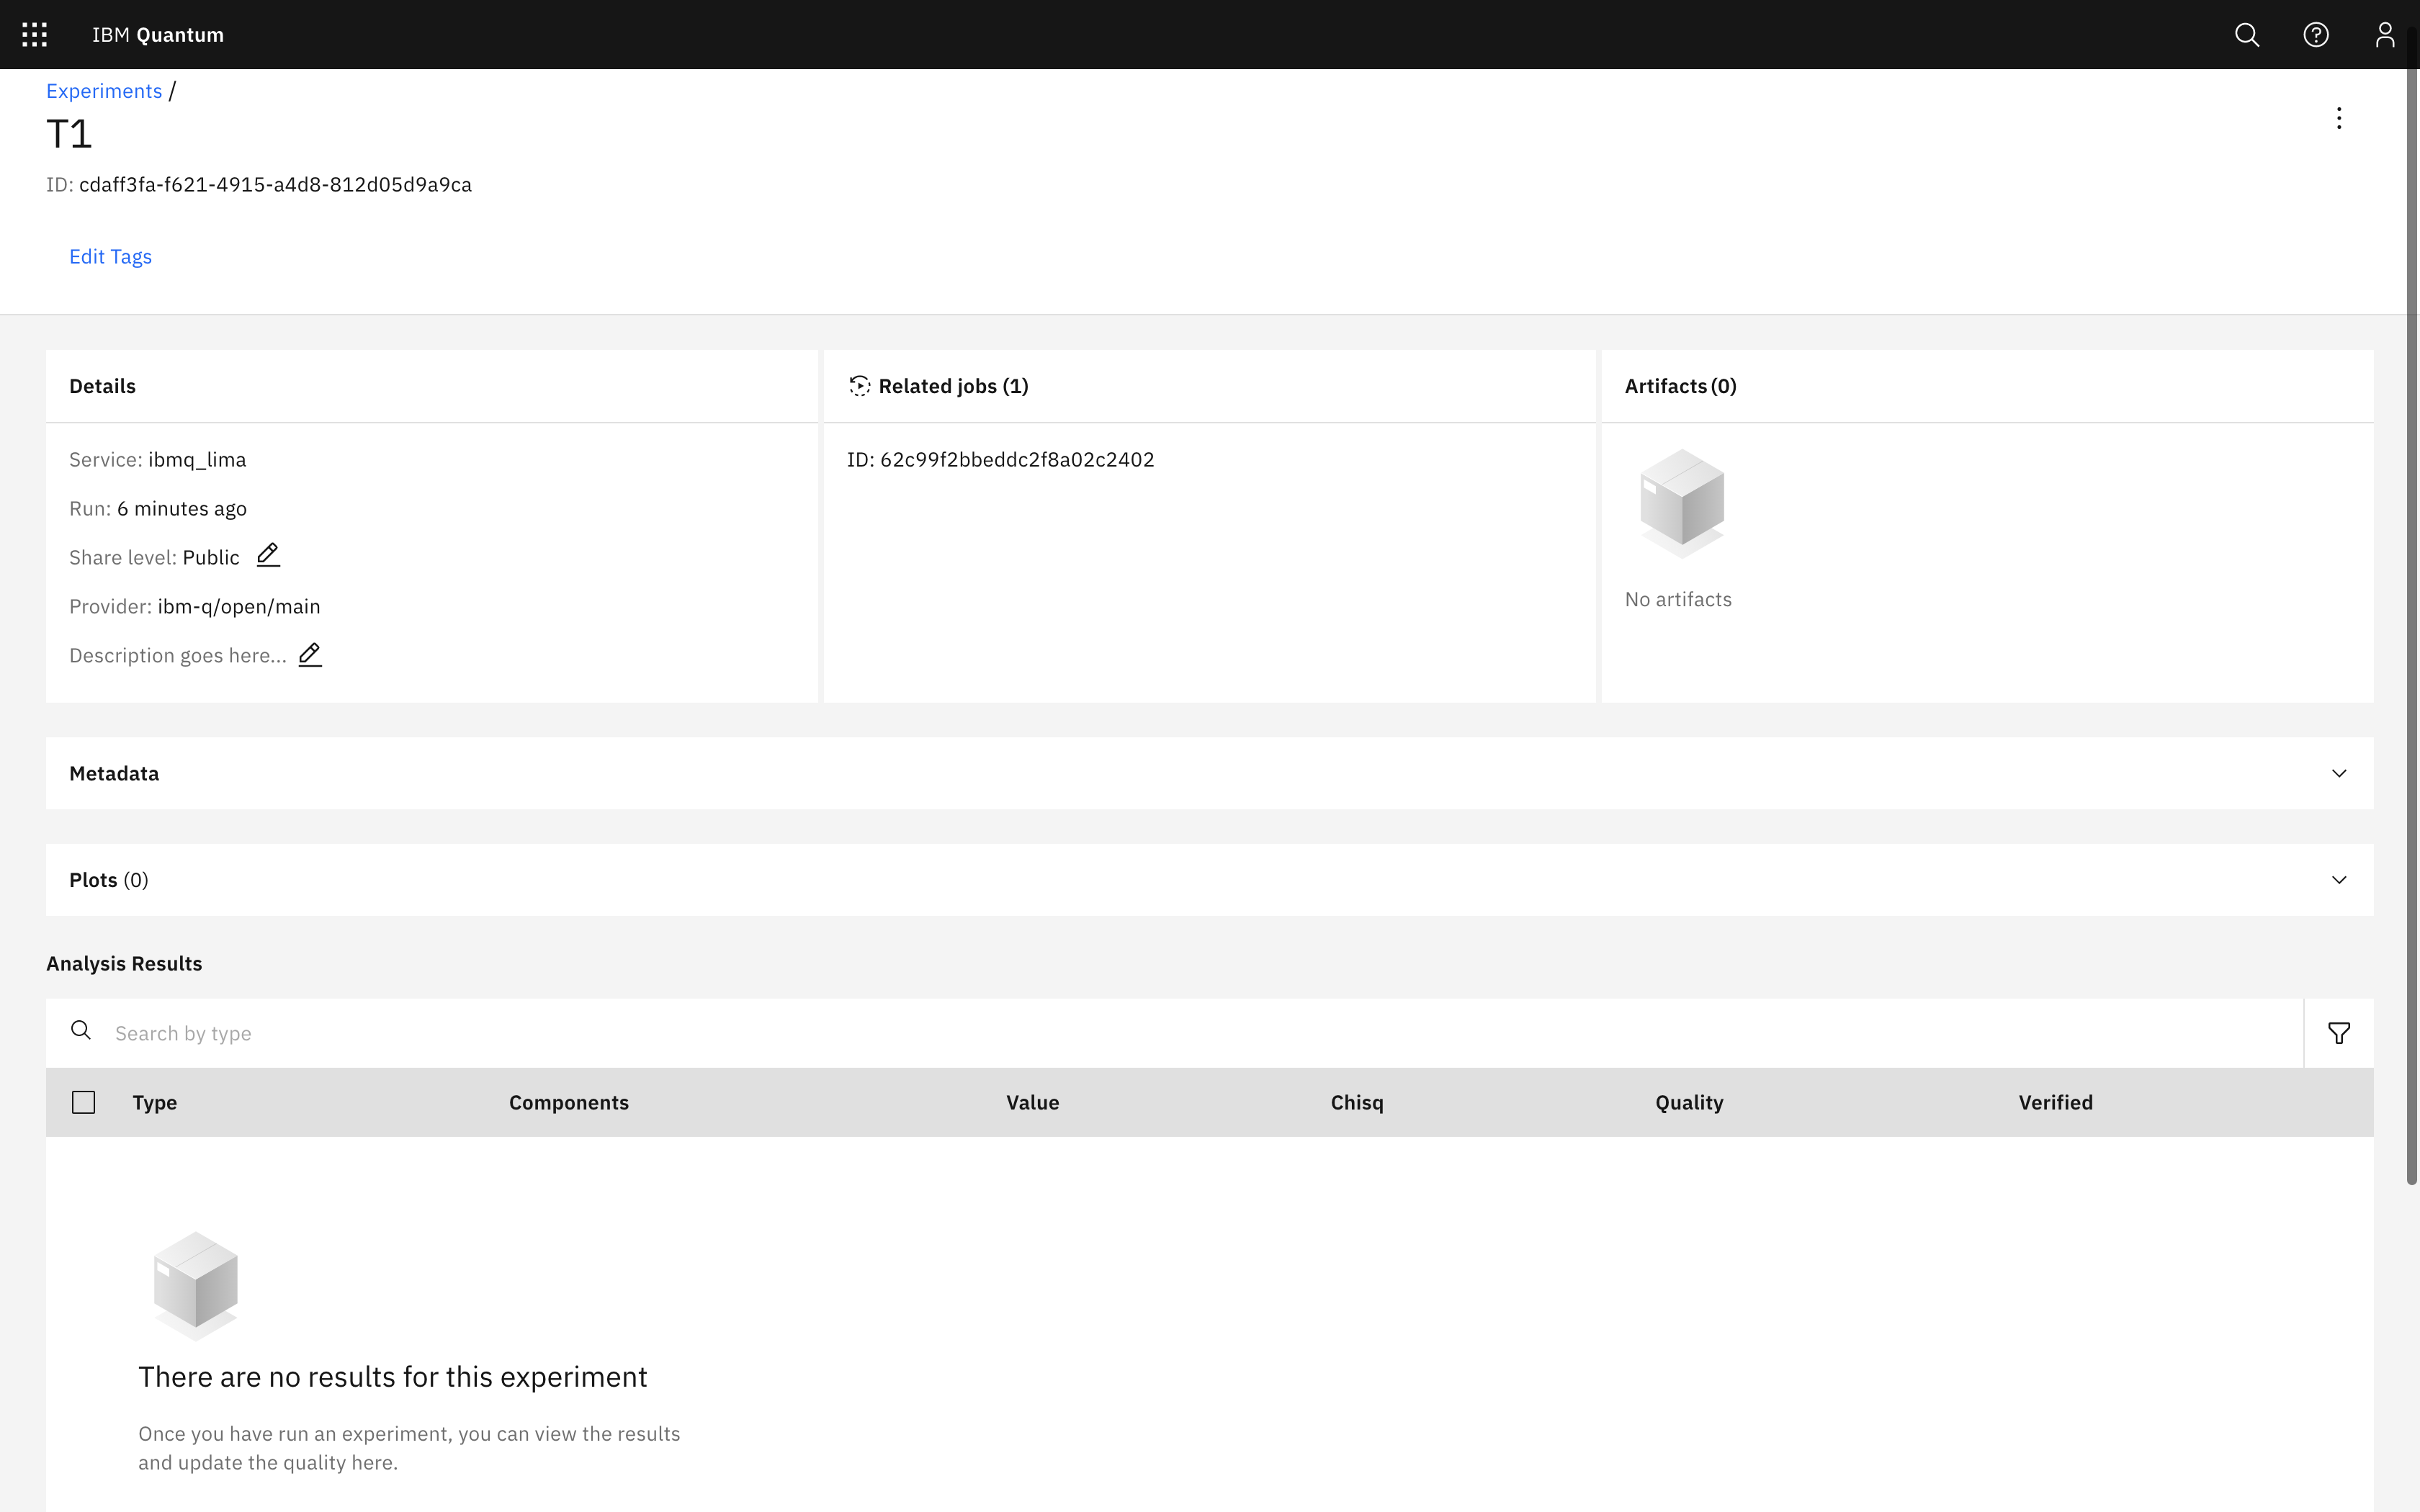 IBM Quantum
Experiments /
T1
ID: cdaff3fa-f621-4915-a4d8-812d05d9a9ca
Edit Tags
Details
Service: ibmq_lima
Run: 6 minutes ago
Share level: Public
Provider: ibm-q/open/main
Description goes here...
Related jobs (1)
ID: 62c99f2bbeddc2f8a02c2402
Artifacts (0)
No artifacts
Metadata
Plots (0)
Analysis Results
Search by type
Type Components Value Chisq Quality Verified
There are no results for this experiment
Once you have run an experiment, you can view the results
and update the quality here.